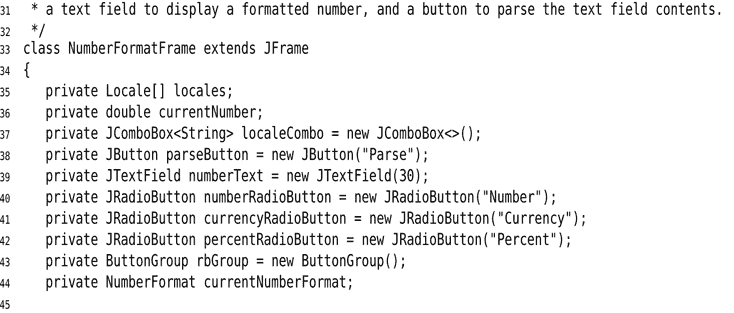 31 * a text field to display a formatted number, and a button to parse the text field contents.
32 */
33 class NumberFormatFrame extends JFrame
34 {
35 private Locale[] locales;
36 private double currentNumber;
37 private JComboBox<String> localeCombo = new JComboBox<>();
38 private JButton parseButton = new JButton("Parse");
39 private JTextField numberText = new JTextField(30);
40 private JRadioButton numberRadioButton = new JRadioButton("Number");
41 private JRadioButton currencyRadioButton = new JRadioButton("Currency");
42 private JRadioButton percentRadioButton = new JRadioButton("Percent");
43 private ButtonGroup rbGroup = new ButtonGroup();
44 private NumberFormat currentNumberFormat;
45